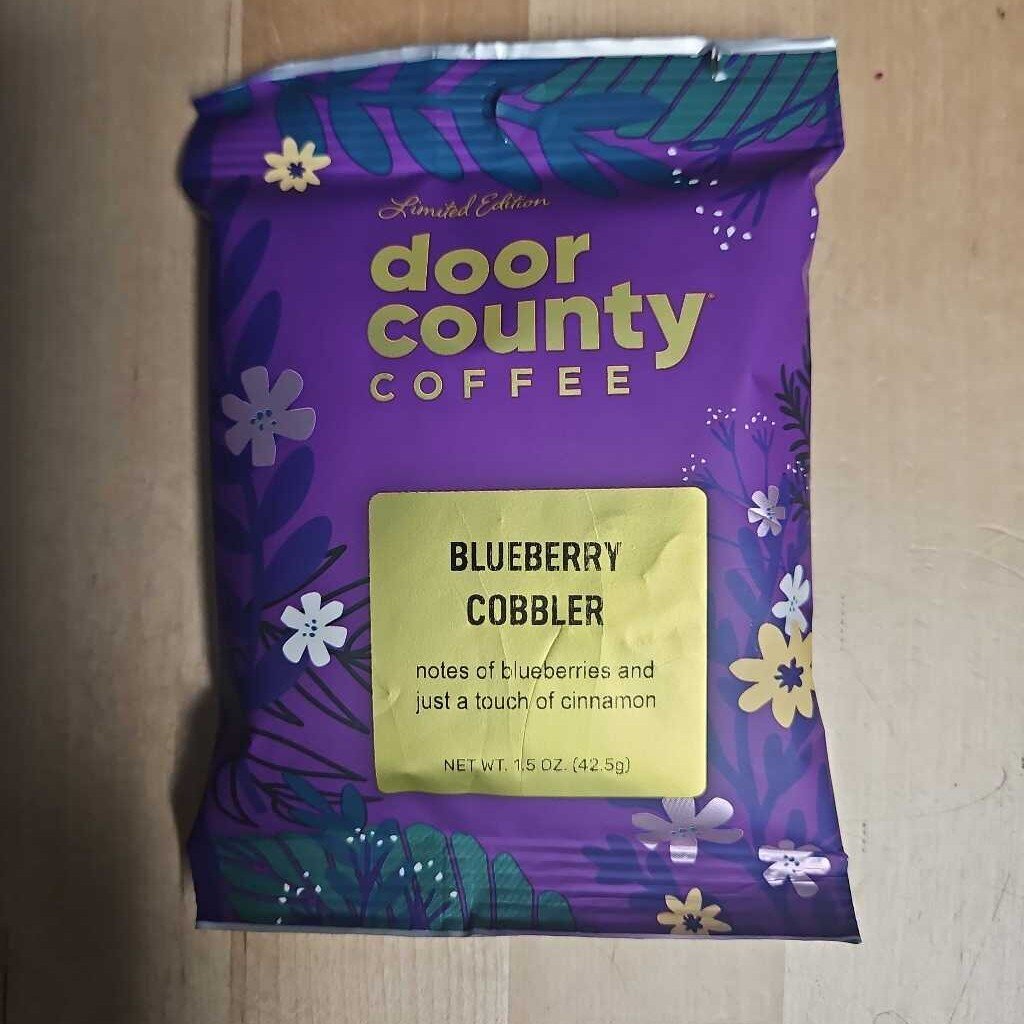 Limited Edition
door
county
COFFEE
BLUEBERRY
COBBLER
notes of blueberries and
just a touch of cinnamon
NET WT. 1.5 OZ. (42.5g)